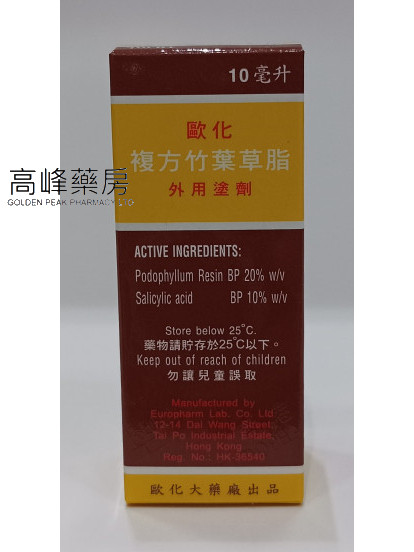 10毫升
歐化
複方竹葉草脂
外用塗劑
高峰藥房
GOLDEN PEAK PHARMACY
ACTIVE INGREDIENTS:
Podophyllum Resin BP 20% w/v
Salicylic acid BP 10% w/v
Store below 25°C.
藥物請貯存於25°C以下。
Keep out of reach of children
勿讓兒童誤取
Manufactured by
Europharm Lab. Co. Ltd
12-14 Dai Wang Street,
Tai Po Industrial Estate,
Hong Kong
Reg. No.: HK-36540
歐化大藥廠出品